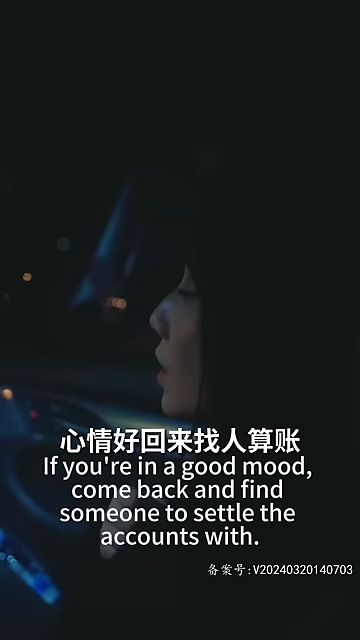 心情好回来找人算账
If you're in a good mood,
come back and find
someone to settle the
accounts with.
备案号:V20240320140703